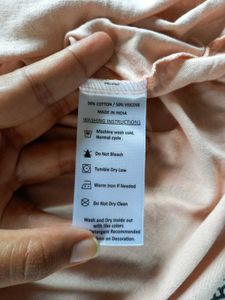 50% COTTON / 50% VISCOSE
MADE IN INDIA
WASHING INSTRUCTIONS
Machine wash cold,
Normal cycle.
Do Not Bleach
Tumble Dry Low
Warm Iron if Needed
Do Not Dry Clean
Wash and Dry inside out
with like colors
Detergent Recommended
on Decoration.